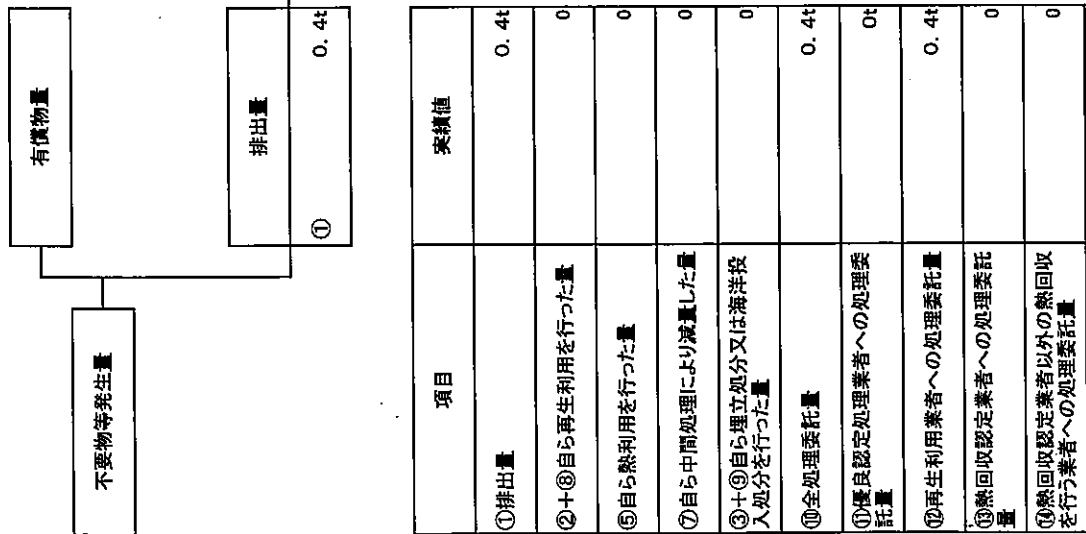 不要物等発生量
有償物量
排出量
① 0.4t
項目 実績値
①排出量 0.4t
②+⑧自ら再生利用を行った量 0
⑤自ら熱利用を行った量 0
⑦自ら中間処理により減量した量 0
③+⑨自ら埋立処分又は海洋投
入処分を行った量 0
⑩全処理委託量 0.4t
⑪優良認定処理業者への処理委
託量 0t
⑫再生利用業者への処理委託量 0.4t
⑬熱回収認定業者への処理委託
量 0
⑭熱回収認定業者以外の熱回収
を行う業者への処理委託量 0